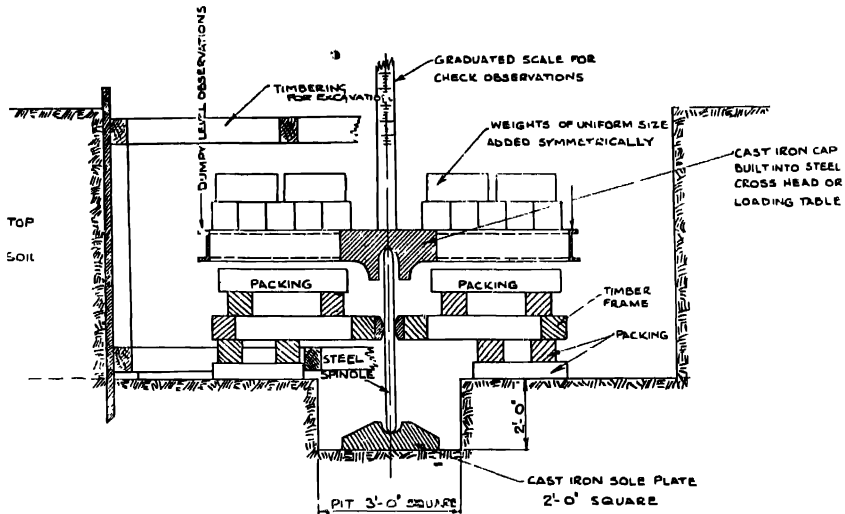 DUMPY LEVEL OBSERVATIONS
TIMBERING
FOR EXCAVATIO
GRADUATED SCALE FOR
CHECK OBSERVATIONS
WEIGHTS OF UNIFORM SIZE
ADDED SYMMETRICALLY
CAST IRON CAP
BUILT INTO STEEL
CROSS HEAD OR
LOADING TABLE
TOP
SOIL
PACKING
PACKING
TIMBER
FRAME
PACKING
STEEL
SPINDLE
2'-0"
CAST IRON SOLE PLATE
2'-0" SQUARE
PIT 3'-0" SQUARE